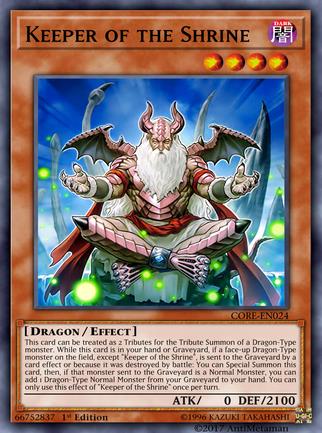 Keeper of the Shrine
DARK
闇
CORE-EN024
[Dragon / Effect]
This card can be treated as 2 Tributes for the Tribute Summon of a Dragon-Type
monster. While this card is in your hand or Graveyard, if a face-up Dragon-Type
monster on the field, except "Keeper of the Shrine", is sent to the Graveyard by a
card effect or because it was destroyed by battle: You can Special Summon this
card, then, if that monster sent to the Graveyard is a Normal Monster, you can
add 1 Dragon-Type Normal Monster from your Graveyard to your hand. You can
only use this effect of "Keeper of the Shrine" once per turn.
ATK/ 0 DEF/2100
66752837 1st Edition ©1996 KAZUKI TAKAHASHI
©2017 AntiMetaman